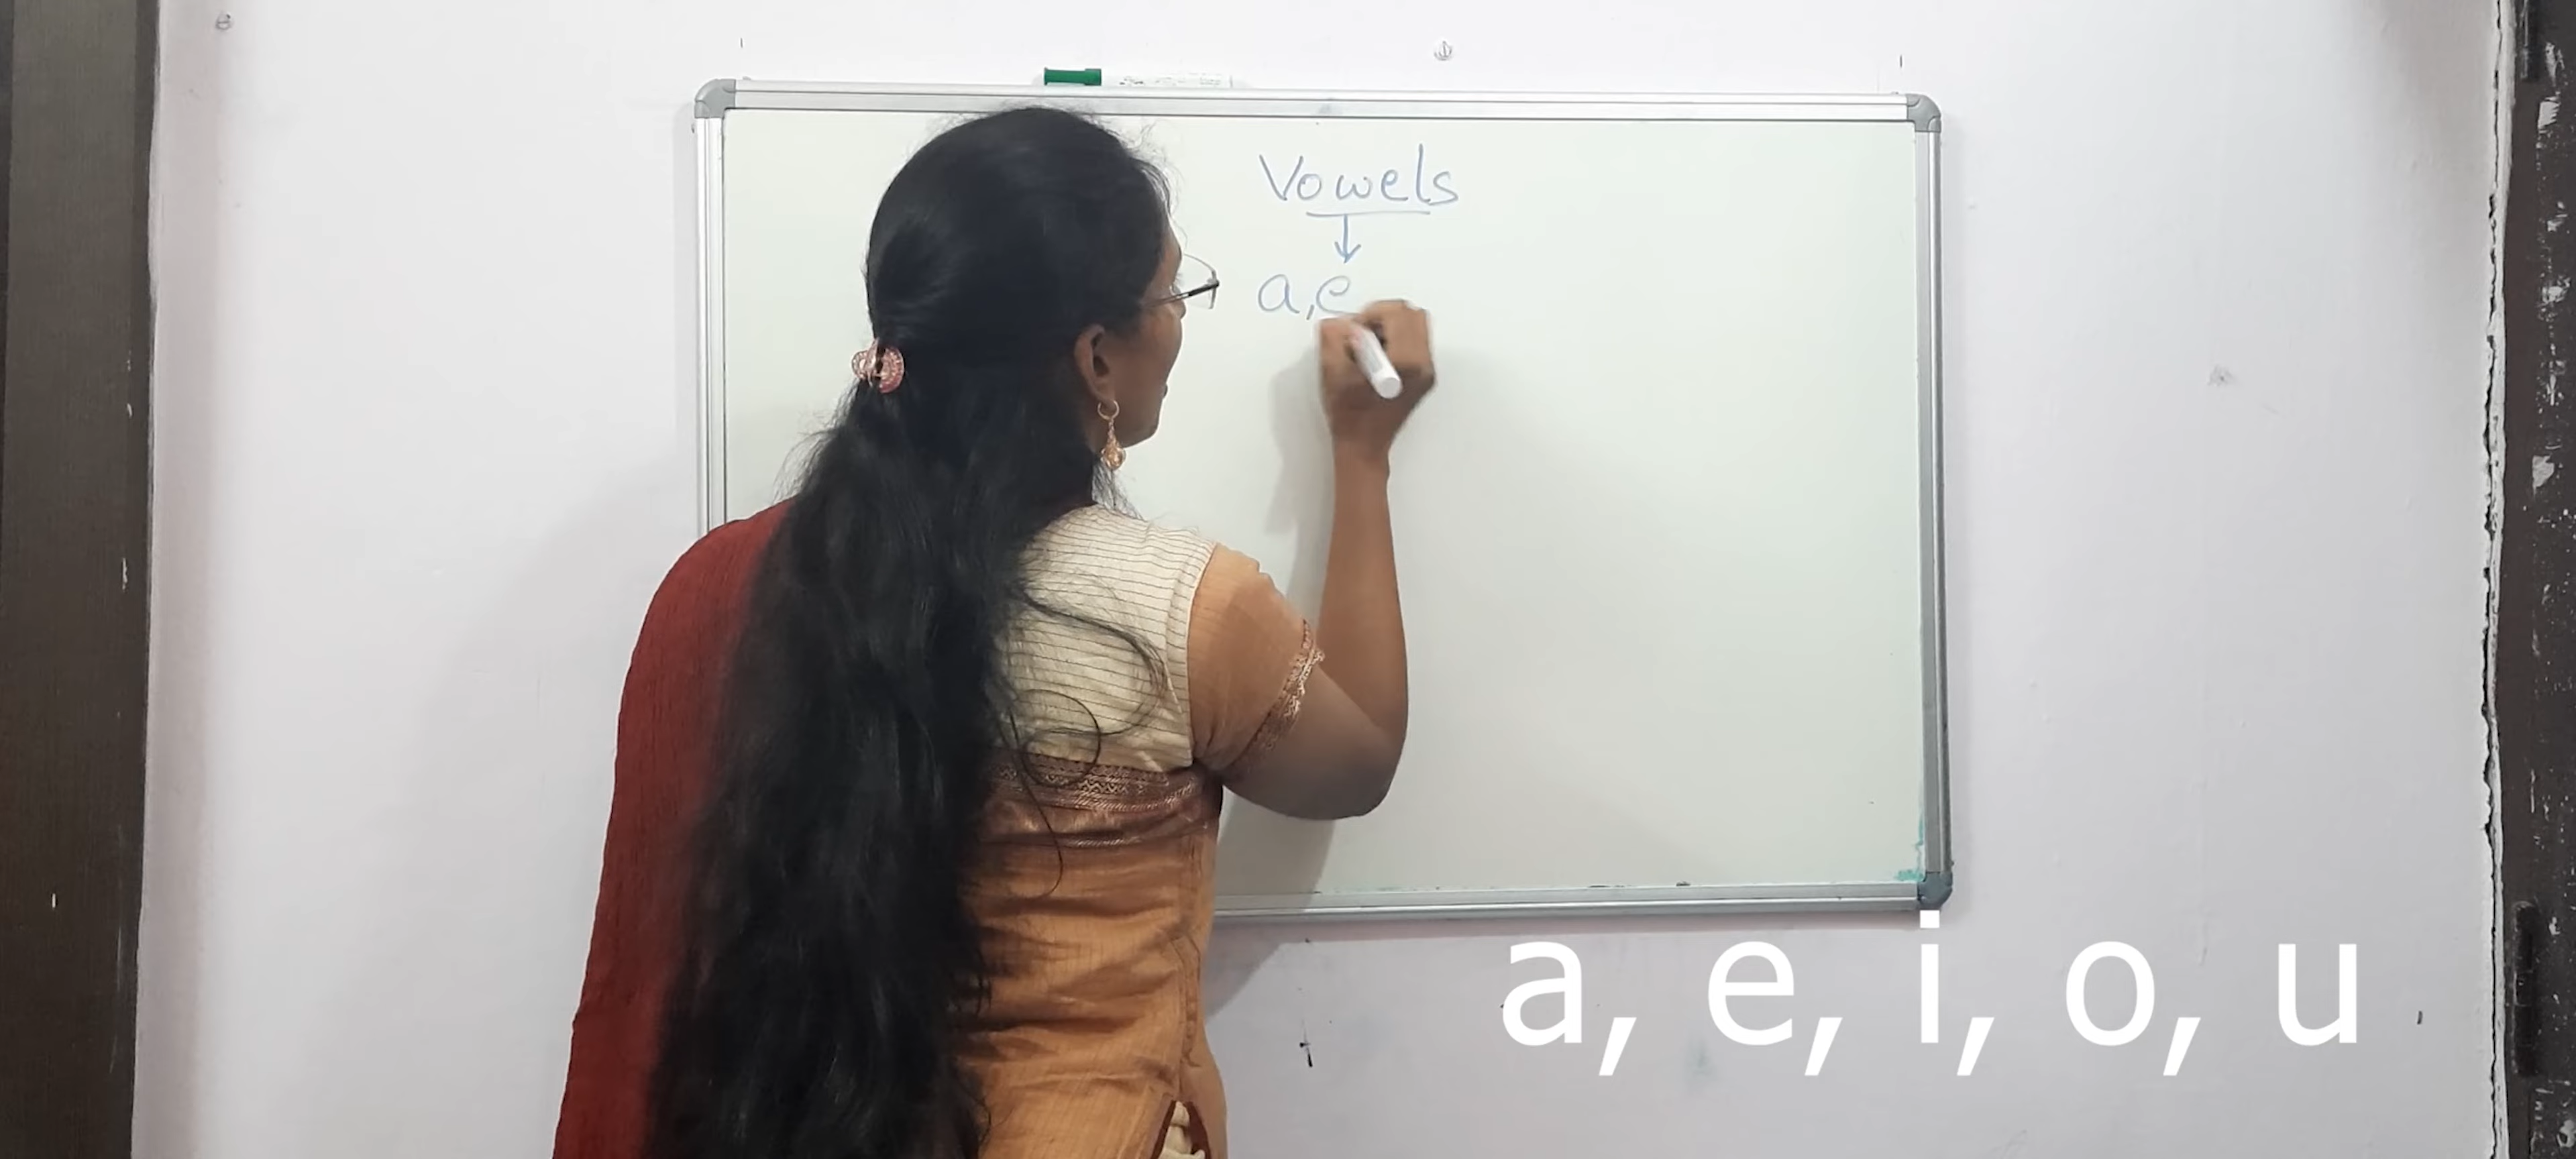 Vowels
a, e
a, e, i, o, u